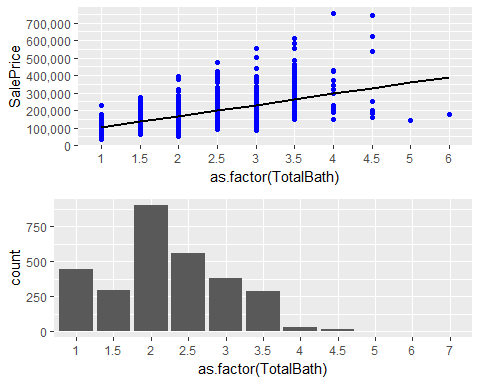 700,000
600,000
500,000
400,000
300,000
200,000
100,000
0
SalePrice
1 1.5 2 2.5 3 3.5 4 4.5 5 6
as.factor(TotalBath)
750
500
250
0
count
1 1.5 2 2.5 3 3.5 4 4.5 5 6 7
as.factor(TotalBath)